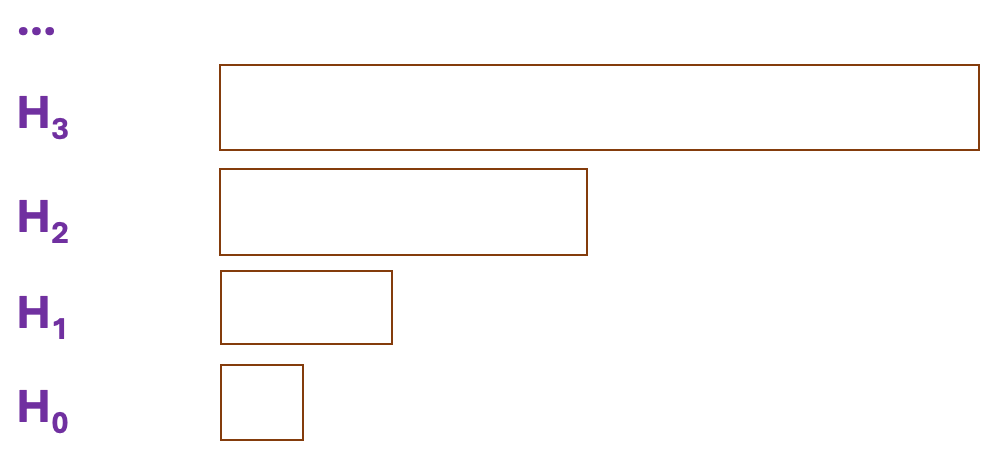 ...
H₃
H₂
H₁
H₀